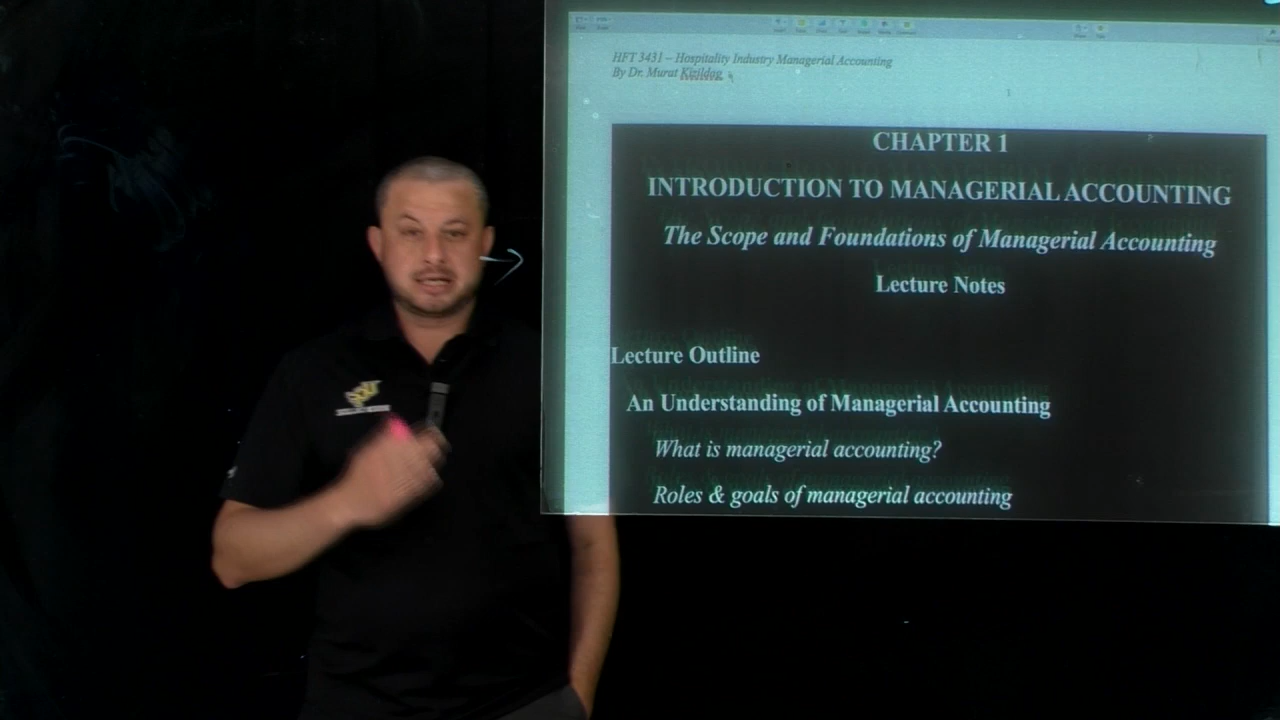 HFT 3431 – Hospitality Industry Managerial Accounting
By Dr. Murat Kizildag
CHAPTER 1
INTRODUCTION TO MANAGERIAL ACCOUNTING
The Scope and Foundations of Managerial Accounting
Lecture Notes
Lecture Outline
An Understanding of Managerial Accounting
What is managerial accounting?
Roles & goals of managerial accounting